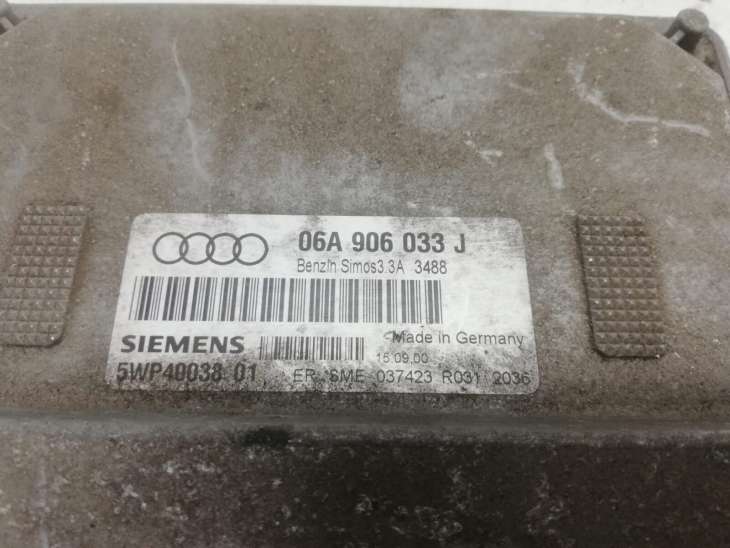 06A 906 033 J
Benzin Simos3.3A 3488
Made in Germany
SIEMENS
15.09.00
5WP40038 01
ER SME 037423 R031 2036